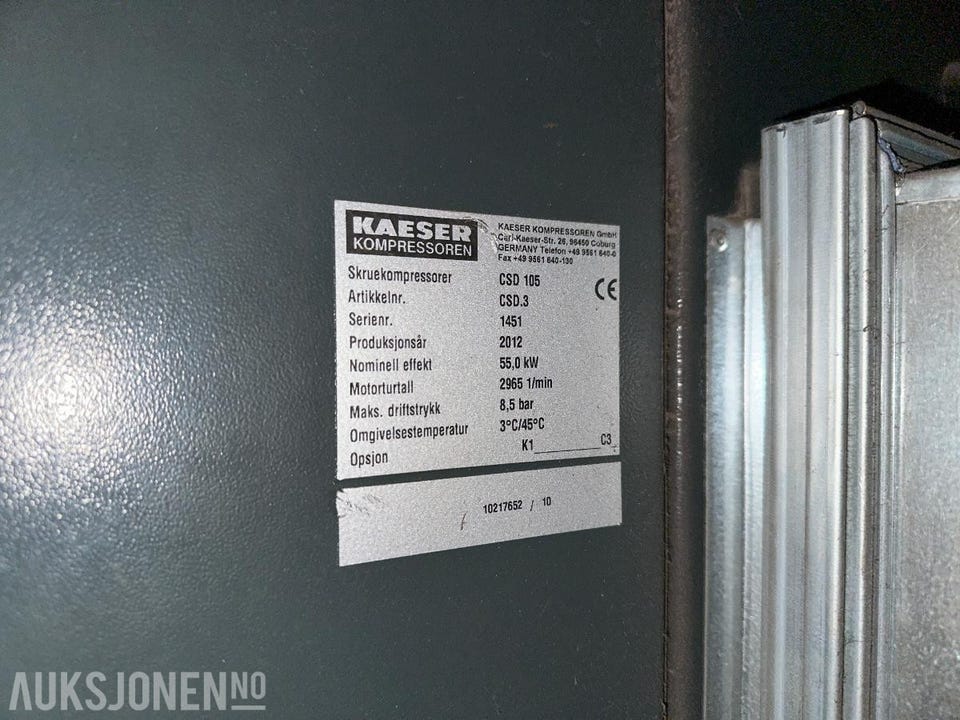 KAESER
KOMPRESSOREN
KAESER KOMPRESSOREN GmbH
Carl-Kaeser-Str. 26, 96450 Coburg
GERMANY Telefon +49 9561 640-0
Fax +49 9561 640-130
Skruekompressorer CSD 105
Artikkelnr. CSD.3
Serienr. 1451
Produksjonsår 2012
Nominell effekt 55,0 kW
Motorturtall 2965 1/min
Maks. driftstrykk 8,5 bar
Omgivelsestemperatur 3°C/45°C
Opsjon K1__________C3_
CE
10217652 / 10
AUKSJONEN.NO